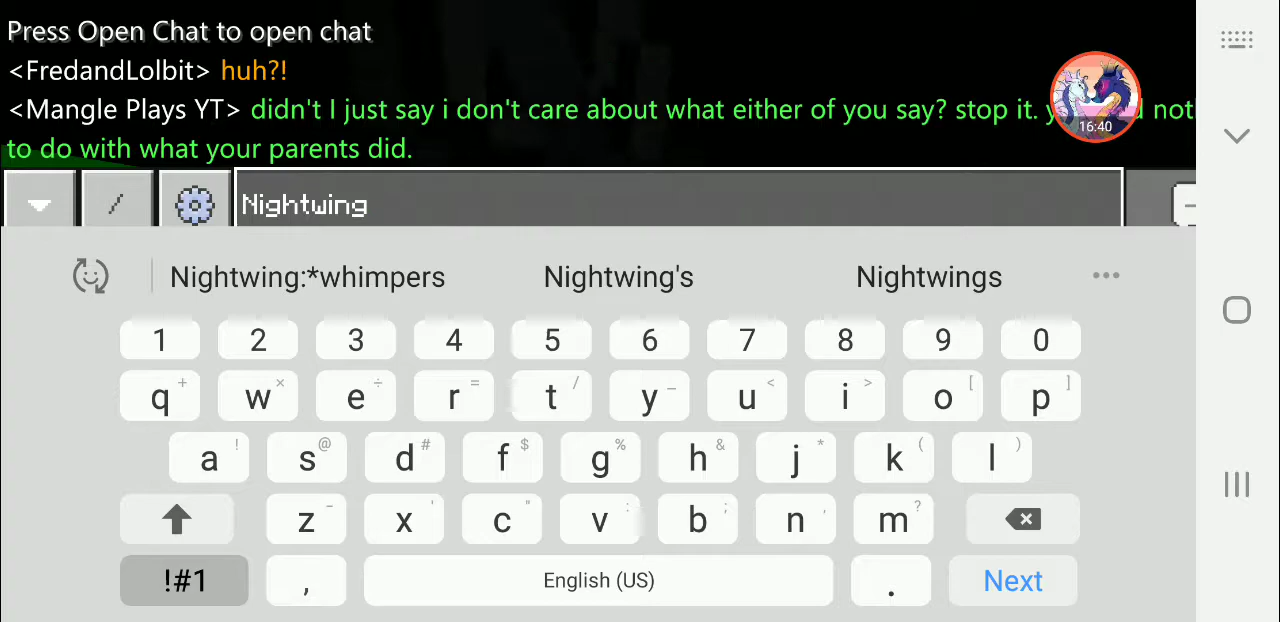 Press Open Chat to open chat
<FredandLolbit> huh?!
<Mangle Plays YT> didn't I just say i don't care about what either of you say? stop it. not
16:40
to do with what your parents did.
/ Nightwing
Nightwing:*whimpers Nightwing's Nightwings •••
1 2 3 4 5 6 7 8 9 0
q + w × e ÷ r = t / y _ u < i > o [ p ]
a ! s @ d # f $ g % h & j * k ( l )
z - x ' c " v : b ; n , m ?
!#1 , English (US) . Next